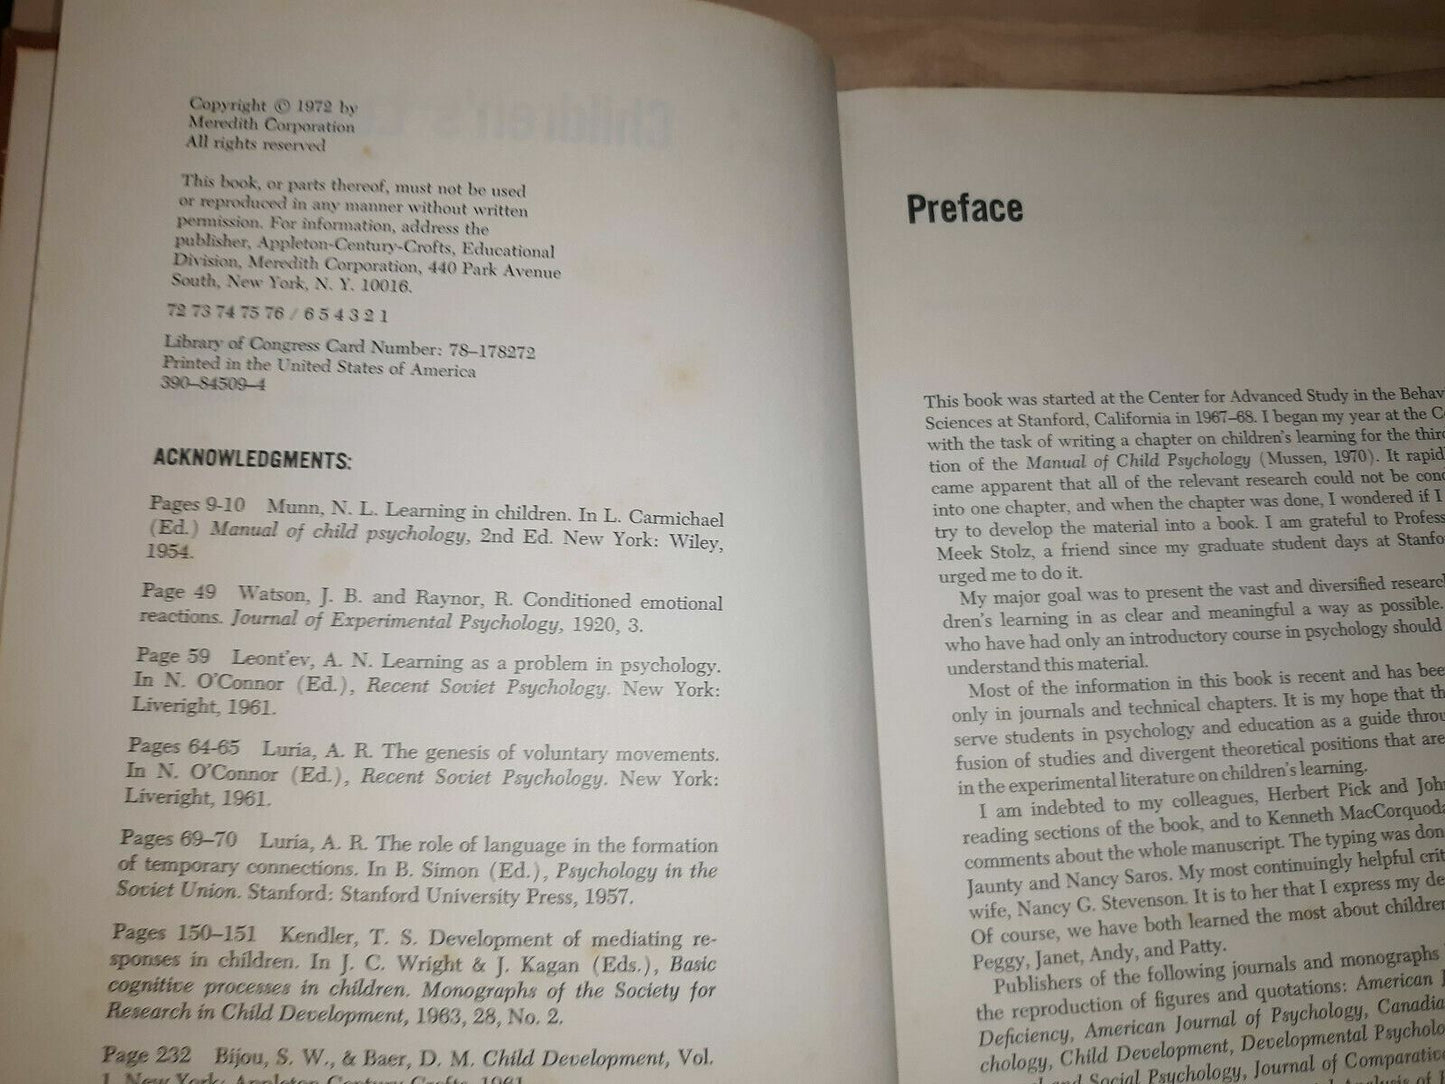 Copyright © 1972 by
Meredith Corporation
All rights reserved
This book, or parts thereof, must not be used
or reproduced in any manner without written
permission. For information, address the
publisher, Appleton-Century-Crofts, Educational
Division, Meredith Corporation, 440 Park Avenue
South, New York, N. Y. 10016.
72 73 74 75 76 / 6 5 4 3 2 1
Library of Congress Card Number: 78–178272
Printed in the United States of America
390–84509–4
ACKNOWLEDGMENTS:
Pages 9-10 Munn, N. L. Learning in children. In L. Carmichael
(Ed.) Manual of child psychology, 2nd Ed. New York: Wiley,
1954.
Page 49 Watson, J. B. and Raynor, R. Conditioned emotional
reactions. Journal of Experimental Psychology, 1920, 3.
Page 59 Leont'ev, A. N. Learning as a problem in psychology.
In N. O'Connor (Ed.), Recent Soviet Psychology. New York:
Liveright, 1961.
Pages 64-65 Luria, A. R. The genesis of voluntary movements.
In N. O'Connor (Ed.), Recent Soviet Psychology. New York:
Liveright, 1961.
Pages 69–70 Luria, A. R. The role of language in the formation
of temporary connections. In B. Simon (Ed.), Psychology in the
Soviet Union. Stanford: Stanford University Press, 1957.
Pages 150–151 Kendler, T. S. Development of mediating re-
sponses in children. In J. C. Wright & J. Kagan (Eds.), Basic
cognitive processes in children. Monographs of the Society for
Research in Child Development, 1963, 28, No. 2.
Page 232 Bijou, S. W., & Baer, D. M. Child Development, Vol.
1. New York: Appleton Century Crofts, 1961
Preface
This book was started at the Center for Advanced Study in the Behav
Sciences at Stanford, California in 1967–68. I began my year at the C
with the task of writing a chapter on children's learning for the third
tion of the Manual of Child Psychology (Mussen, 1970). It rapid
came apparent that all of the relevant research could not be con
into one chapter, and when the chapter was done, I wondered if I
try to develop the material into a book. I am grateful to Profess
Meek Stolz, a friend since my graduate student days at Stanfo
urged me to do it.
My major goal was to present the vast and diversified research
dren's learning in as clear and meaningful a way as possible.
who have had only an introductory course in psychology should
understand this material.
Most of the information in this book is recent and has bee
only in journals and technical chapters. It is my hope that th
serve students in psychology and education as a guide throu
fusion of studies and divergent theoretical positions that are
in the experimental literature on children's learning.
I am indebted to my colleagues, Herbert Pick and John
reading sections of the book, and to Kenneth MacCorquoda
comments about the whole manuscript. The typing was don
Jaunty and Nancy Saros. My most continuingly helpful crit
wife, Nancy G. Stevenson. It is to her that I express my de
Of course, we have both learned the most about children
Peggy, Janet, Andy, and Patty.
Publishers of the following journals and monographs
the reproduction of figures and quotations: American J
Deficiency, American Journal of Psychology, Canadia
chology, Child Development, Developmental Psycholo
and Social Psychology, Journal of Comparative